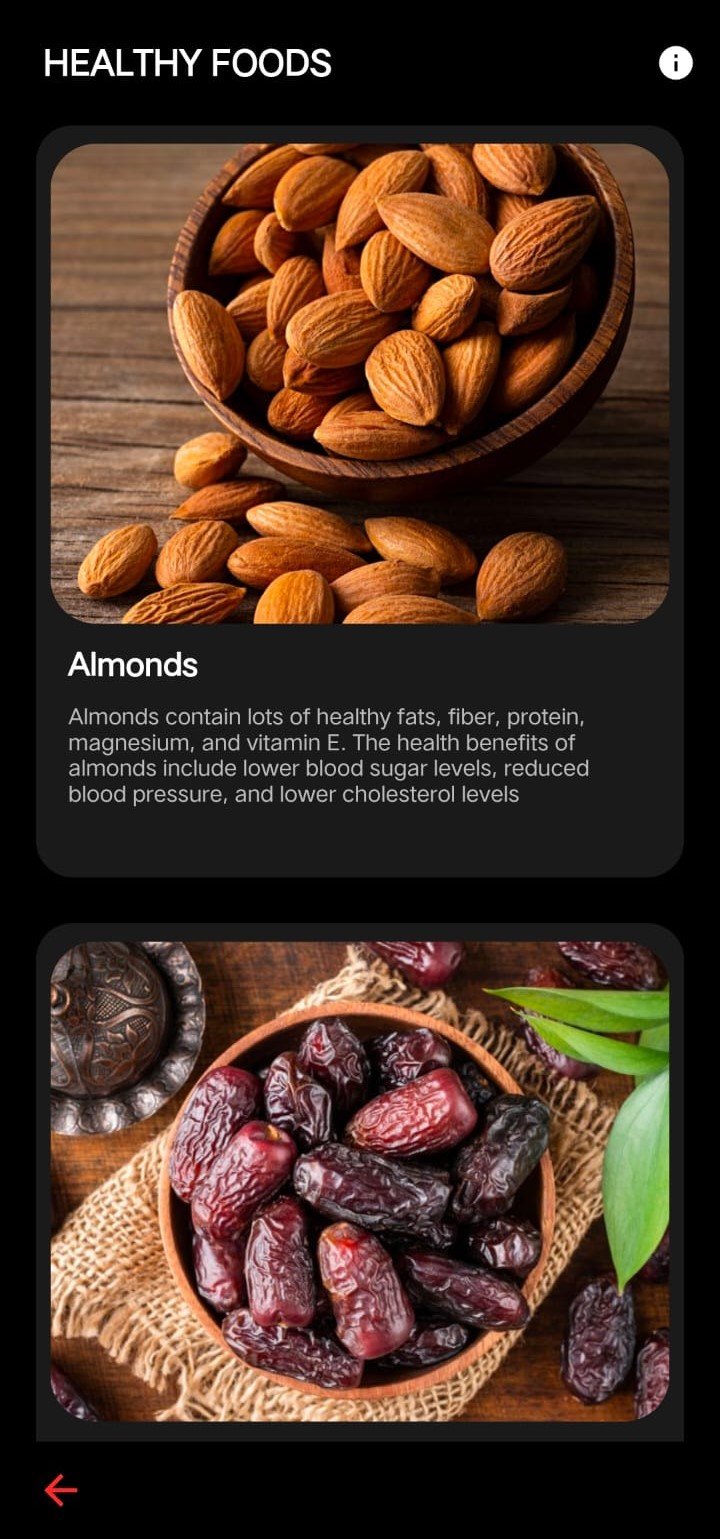 HEALTHY FOODS
Almonds
Almonds contain lots of healthy fats, fiber, protein,
magnesium, and vitamin E. The health benefits of
almonds include lower blood sugar levels, reduced
blood pressure, and lower cholesterol levels